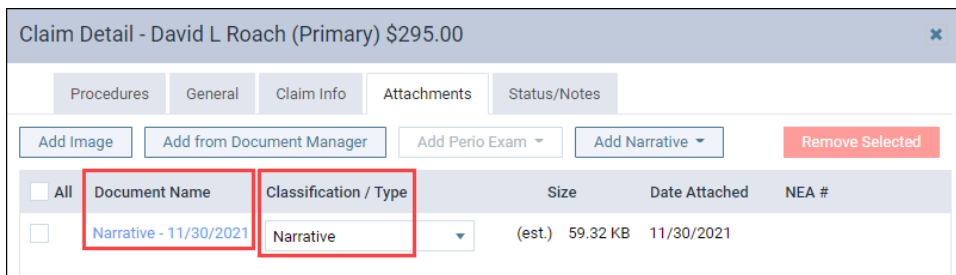 Claim Detail - David L Roach (Primary) $295.00
Procedures General Claim Info Attachments Status/Notes
Add Image Add from Document Manager Add Perio Exam Add Narrative Remove Selected
All Document Name Classification / Type Size Date Attached NEA #
Narrative - 11/30/2021 Narrative (est.) 59.32 KB 11/30/2021